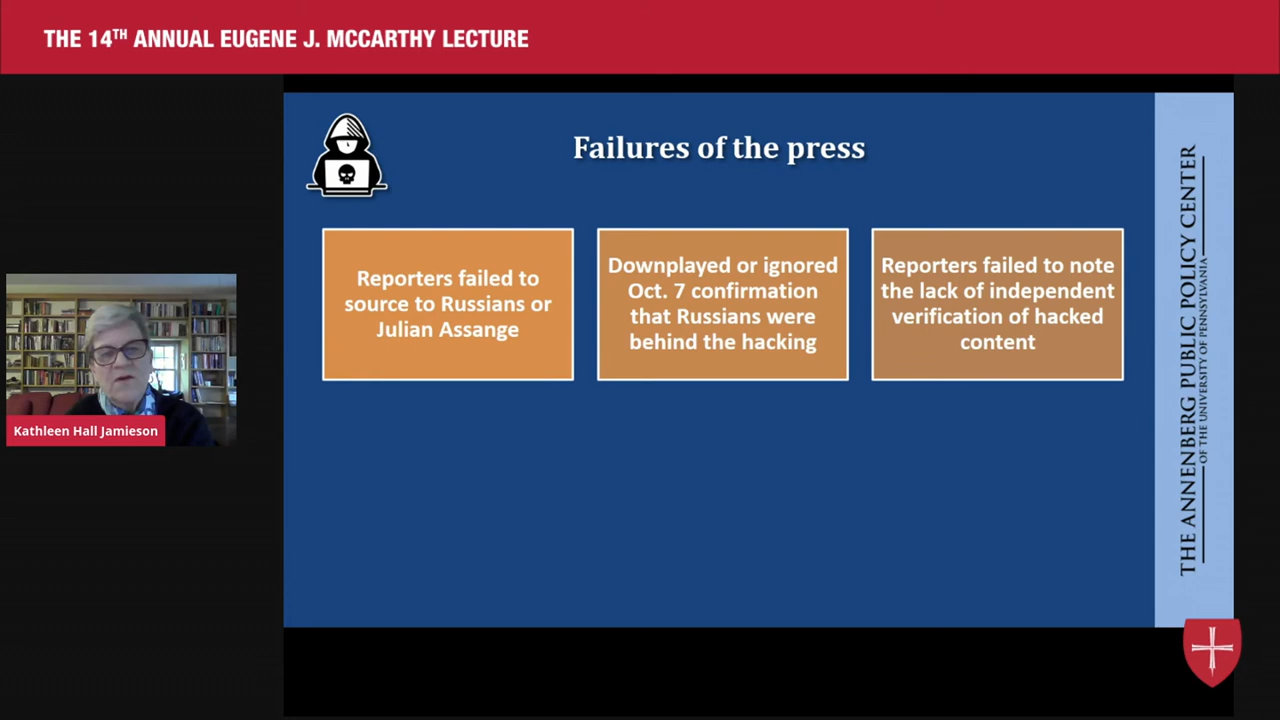 THE 14TH ANNUAL EUGENE J. MCCARTHY LECTURE
Failures of the press
Reporters failed to
source to Russians or
Julian Assange
Downplayed or ignored
Oct. 7 confirmation
that Russians were
behind the hacking
Reporters failed to note
the lack of independent
verification of hacked
content
Kathleen Hall Jamieson
THE ANNENBERG PUBLIC POLICY CENTER
OF THE UNIVERSITY OF PENNSYLVANIA